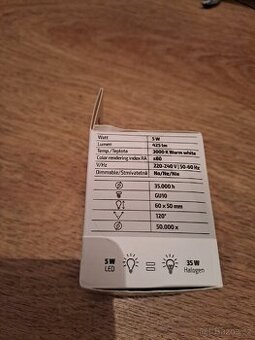 Watt 5 W
Lumen 425 lm
Temp./Teplota 3000 K Warm white
Color rendering index RA ≥80
V/Hz 220-240 V | 50-60 Hz
Dimmable/Stmívatelné No/Ne/Nie
35.000 h
GU10
60 x 50 mm
120°
50.000 x
5 W = 35 W
LED Halogen